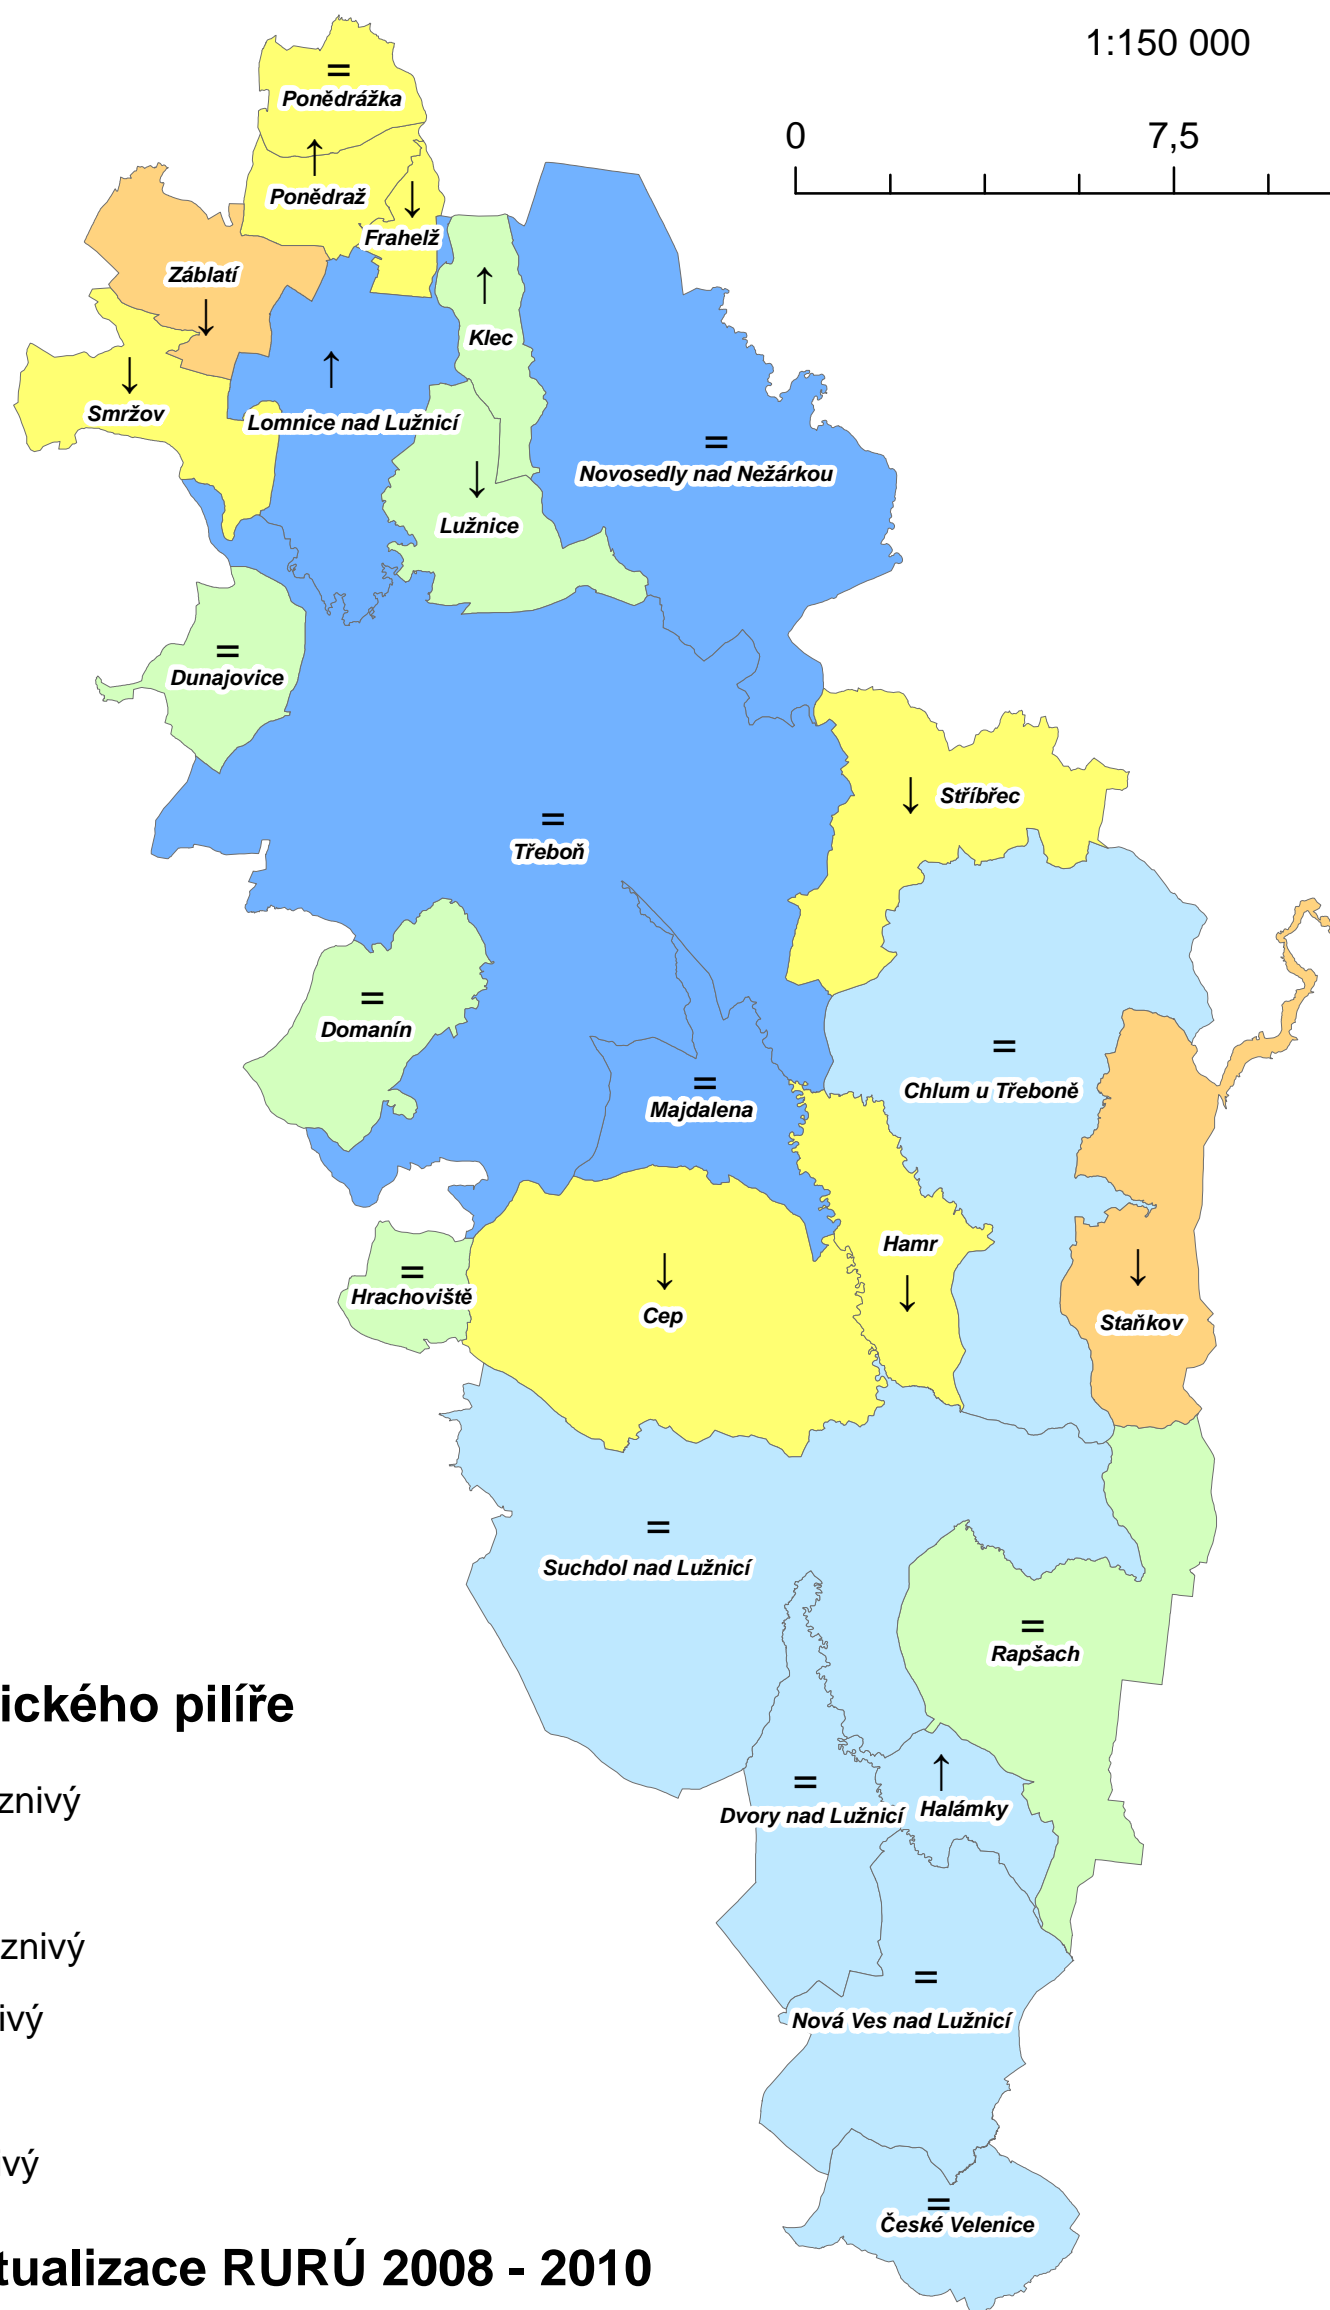 1:150 000
0 7,5
=
Ponědrážka
↑
Ponědraž
↓
Frahelž
Záblatí
↓
↑
Klec
↓
Smržov
↑
Lomnice nad Lužnicí
=
Novosedly nad Nežárkou
↓
Lužnice
=
Dunajovice
↓ Stříbřec
=
Třeboň
=
Domanín
=
Chlum u Třeboně
=
Majdalena
Hamr
↓
=
Hrachoviště
↓
Cep
↓
Staňkov
=
Suchdol nad Lužnicí
=
Rapšach
ického pilíře
=
Dvory nad Lužnicí
↑
Halámky
znivý
znivý
=
Nová Ves nad Lužnicí
ivý
vý
=
České Velenice
tualizace RURÚ 2008 - 2010